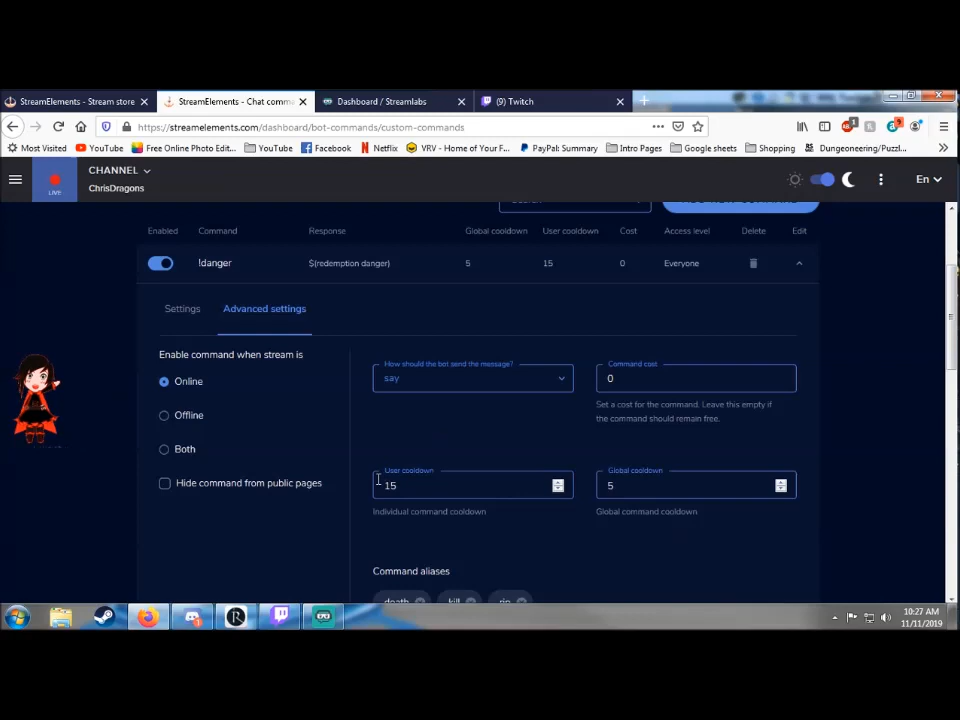 StreamElements - Stream store
StreamElements - Chat comma
Dashboard / Streamlabs
(9) Twitch
https://streamelements.com/dashboard/bot-commands/custom-commands
Most Visited
YouTube
Free Online Photo Edit...
YouTube
Facebook
Netflix
VRV - Home of Your F...
PayPal: Summary
Intro Pages
Google sheets
Shopping
Dungeoneering/Puzzl...
LIVE
CHANNEL
ChrisDragons
En
Enabled Command Response Global cooldown User cooldown Cost Access level Delete Edit
!danger $(redemption danger) 5 15 0 Everyone
Settings Advanced settings
Enable command when stream is
Online
Offline
Both
Hide command from public pages
How should the bot send the message?
say
Command cost
0
Set a cost for the command. Leave this empty if
the command should remain free.
User cooldown
15
Individual command cooldown
Global cooldown
5
Global command cooldown
Command aliases
death kill rip
10:27 AM
11/11/2019